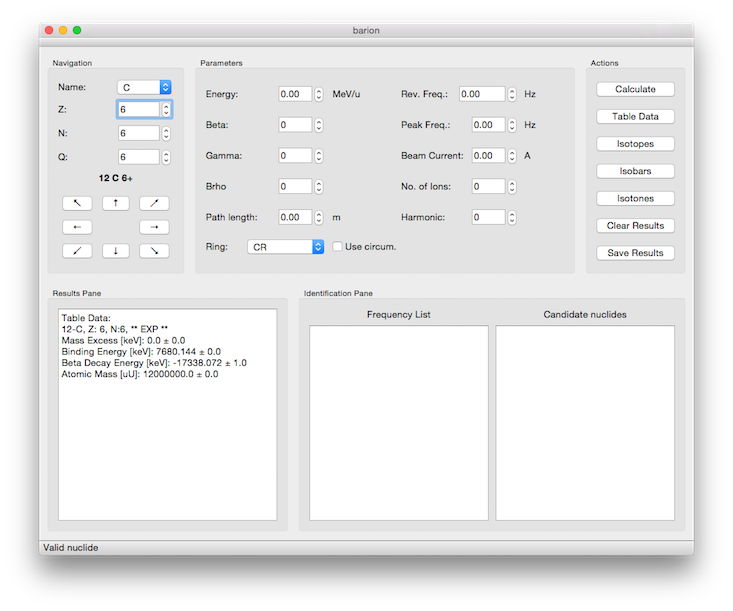 barion
Navigation
Name: C
Z: 6
N: 6
Q: 6
12 C 6+
↖ ↑ ↗
← →
↙ ↓ ↘
Parameters
Energy: 0.00 MeV/u Rev. Freq.: 0.00 Hz
Beta: 0 Peak Freq.: 0.00 Hz
Gamma: 0 Beam Current: 0.00 A
Brho 0 No. of Ions: 0
Path length: 0.00 m Harmonic: 0
Ring: CR Use circum.
Actions
Calculate
Table Data
Isotopes
Isobars
Isotones
Clear Results
Save Results
Results Pane
Table Data:
12-C, Z: 6, N:6, ** EXP **
Mass Excess [keV]: 0.0 ± 0.0
Binding Energy [keV]: 7680.144 ± 0.0
Beta Decay Energy [keV]: -17338.072 ± 1.0
Atomic Mass [uU]: 12000000.0 ± 0.0
Identification Pane
Frequency List Candidate nuclides
Valid nuclide